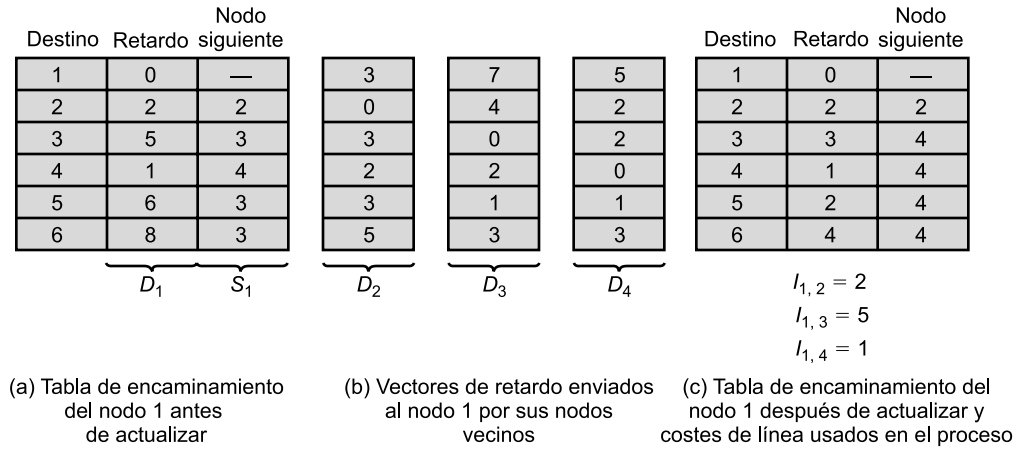 Destino Retardo Nodo siguiente
1 0 —
2 2 2
3 5 3
4 1 4
5 6 3
6 8 3
D1 S1
3
0
3
2
3
5
D2
7
4
0
2
1
3
D3
5
2
2
0
1
3
D4
Destino Retardo Nodo siguiente
1 0 —
2 2 2
3 3 4
4 1 4
5 2 4
6 4 4
I1, 2 = 2
I1, 3 = 5
I1, 4 = 1
(a) Tabla de encaminamiento
del nodo 1 antes
de actualizar
(b) Vectores de retardo enviados
al nodo 1 por sus nodos
vecinos
(c) Tabla de encaminamiento del
nodo 1 después de actualizar y
costes de línea usados en el proceso